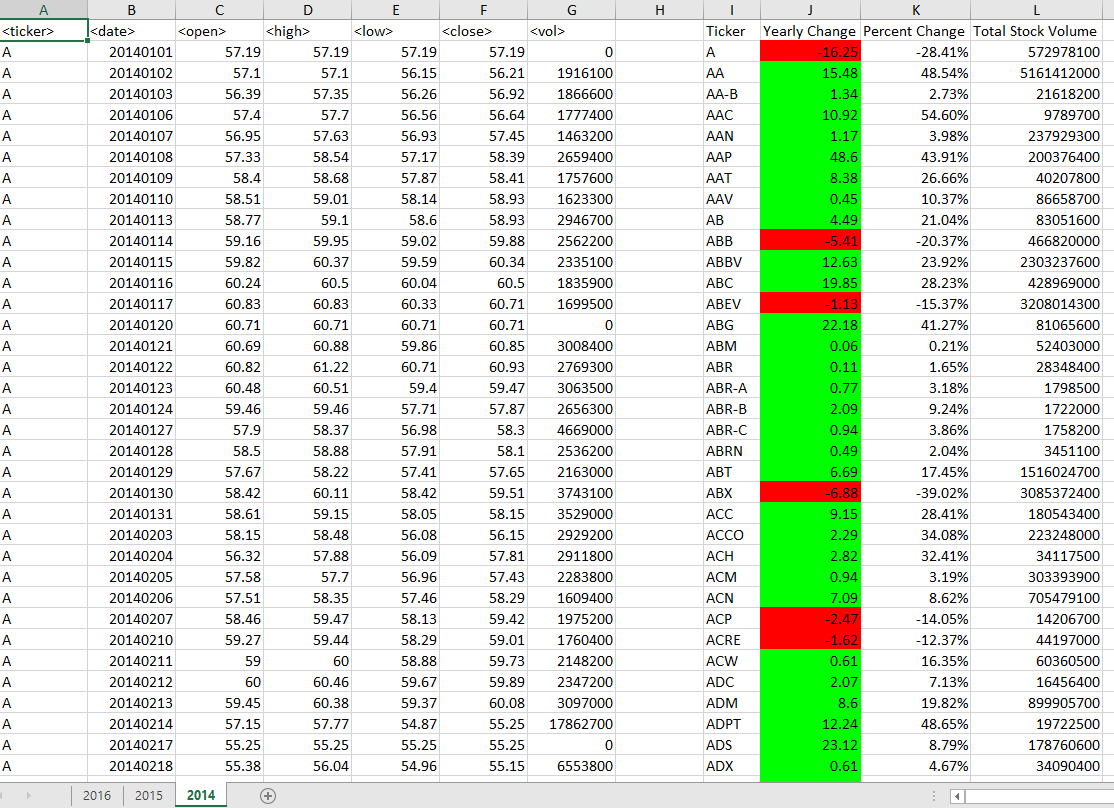 A B C D E F G H I J K L
<ticker> <date> <open> <high> <low> <close> <vol> Ticker Yearly Change Percent Change Total Stock Volume
A 20140101 57.19 57.19 57.19 57.19 0 A -16.25 -28.41% 572978100
A 20140102 57.1 57.1 56.15 56.21 1916100 AA 15.48 48.54% 5161412000
A 20140103 56.39 57.35 56.26 56.92 1866600 AA-B 1.34 2.73% 21618200
A 20140106 57.4 57.7 56.56 56.64 1777400 AAC 10.92 54.60% 9789700
A 20140107 56.95 57.63 56.93 57.45 1463200 AAN 1.17 3.98% 237929300
A 20140108 57.33 58.54 57.17 58.39 2659400 AAP 48.6 43.91% 200376400
A 20140109 58.4 58.68 57.87 58.41 1757600 AAT 8.38 26.66% 40207800
A 20140110 58.51 59.01 58.14 58.93 1623300 AAV 0.45 10.37% 86658700
A 20140113 58.77 59.1 58.6 58.93 2946700 AB 4.49 21.04% 83051600
A 20140114 59.16 59.95 59.02 59.88 2562200 ABB -5.41 -20.37% 466820000
A 20140115 59.82 60.37 59.59 60.34 2335100 ABBV 12.63 23.92% 2303237600
A 20140116 60.24 60.5 60.04 60.5 1835900 ABC 19.85 28.23% 428969000
A 20140117 60.83 60.83 60.33 60.71 1699500 ABEV -1.13 -15.37% 3208014300
A 20140120 60.71 60.71 60.71 60.71 0 ABG 22.18 41.27% 81065600
A 20140121 60.69 60.88 59.86 60.85 3008400 ABM 0.06 0.21% 52403000
A 20140122 60.82 61.22 60.71 60.93 2769300 ABR 0.11 1.65% 28348400
A 20140123 60.48 60.51 59.4 59.47 3063500 ABR-A 0.77 3.18% 1798500
A 20140124 59.46 59.46 57.71 57.87 2656300 ABR-B 2.09 9.24% 1722000
A 20140127 57.9 58.37 56.98 58.3 4669000 ABR-C 0.94 3.86% 1758200
A 20140128 58.5 58.88 57.91 58.1 2536200 ABRN 0.49 2.04% 3451100
A 20140129 57.67 58.22 57.41 57.65 2163000 ABT 6.69 17.45% 1516024700
A 20140130 58.42 60.11 58.42 59.51 3743100 ABX -6.88 -39.02% 3085372400
A 20140131 58.61 59.15 58.05 58.15 3529000 ACC 9.15 28.41% 180543400
A 20140203 58.15 58.48 56.08 56.15 2929200 ACCO 2.29 34.08% 223248000
A 20140204 56.32 57.88 56.09 57.81 2911800 ACH 2.82 32.41% 34117500
A 20140205 57.58 57.7 56.96 57.43 2283800 ACM 0.94 3.19% 303393900
A 20140206 57.51 58.35 57.46 58.29 1609400 ACN 7.09 8.62% 705479100
A 20140207 58.46 59.47 58.13 59.42 1975200 ACP -2.47 -14.05% 14206700
A 20140210 59.27 59.44 58.29 59.01 1760400 ACRE -1.62 -12.37% 44197000
A 20140211 59 60 58.88 59.73 2148200 ACW 0.61 16.35% 60360500
A 20140212 60 60.46 59.67 59.89 2347200 ADC 2.07 7.13% 16456400
A 20140213 59.45 60.38 59.37 60.08 3097000 ADM 8.6 19.82% 899905700
A 20140214 57.15 57.77 54.87 55.25 17862700 ADPT 12.24 48.65% 19722500
A 20140217 55.25 55.25 55.25 55.25 0 ADS 23.12 8.79% 178760600
A 20140218 55.38 56.04 54.96 55.15 6553800 ADX 0.61 4.67% 34090400
2016 2015 2014